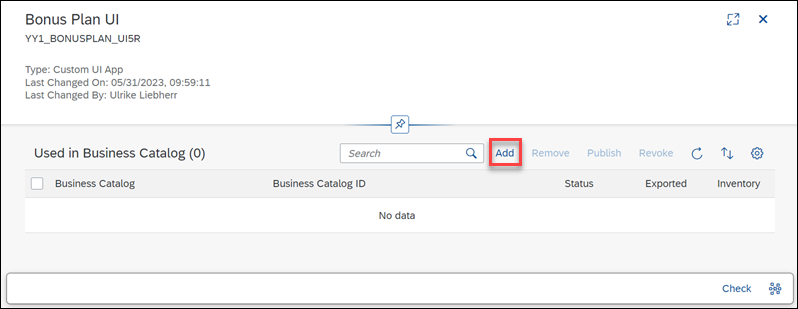 Bonus Plan UI
YY1_BONUSPLAN_UI5R
Type: Custom UI App
Last Changed On: 05/31/2023, 09:59:11
Last Changed By: Ulrike Liebherr
Used in Business Catalog (0) Search Add Remove Publish Revoke
Business Catalog Business Catalog ID Status Exported Inventory
No data
Check